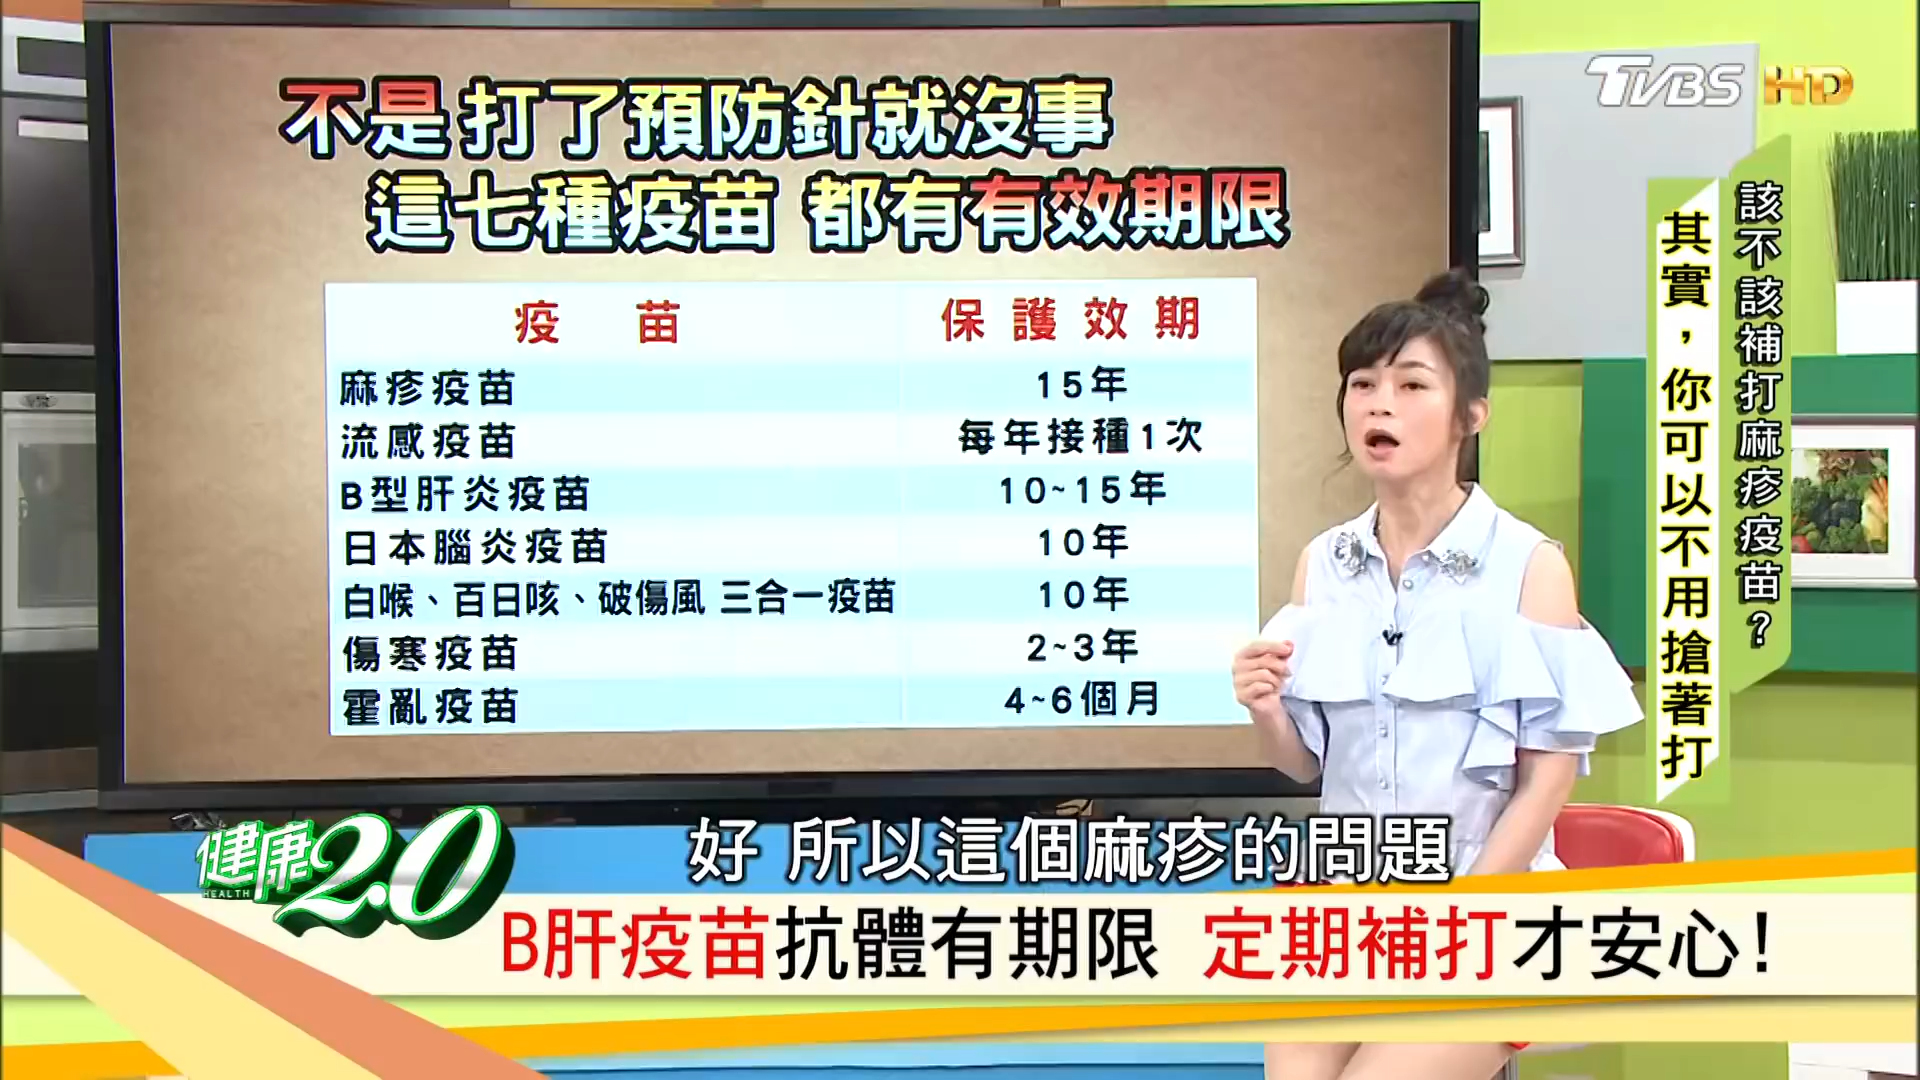 不是打了預防針就沒事
這七種疫苗 都有有效期限
疫苗 保護效期
麻疹疫苗 15年
流感疫苗 每年接種1次
B型肝炎疫苗 10~15年
日本腦炎疫苗 10年
白喉、百日咳、破傷風 三合一疫苗 10年
傷寒疫苗 2~3年
霍亂疫苗 4~6個月
TVBS HD
該不該補打麻疹疫苗?
其實，你可以不用搶著打
健康2.0
HEALTH
好 所以這個麻疹的問題
B肝疫苗抗體有期限 定期補打才安心!